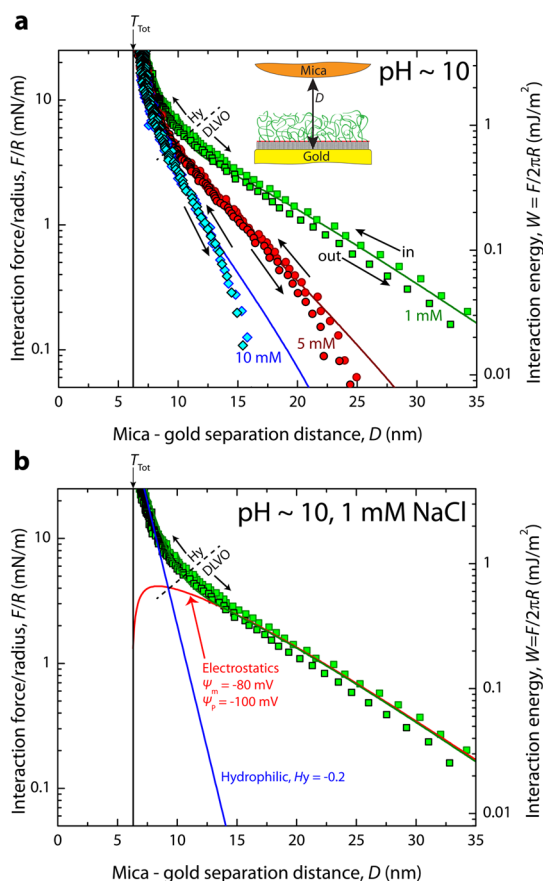 a
T_Tot
pH ~ 10
Mica
D
Gold
Hy
DLVO
in
out
1 mM
5 mM
10 mM
10
1
0.1
Interaction force/radius, F/R (mN/m)
1
0.1
0.01
Interaction energy, W = F/2πR (mJ/m²)
0 5 10 15 20 25 30 35
Mica - gold separation distance, D (nm)
b
T_Tot
pH ~ 10, 1 mM NaCl
Hy
DLVO
Electrostatics
Ψ_m = -80 mV
Ψ_p = -100 mV
Hydrophilic, Hy = -0.2
10
1
0.1
Interaction force/radius, F/R (mN/m)
1
0.1
0.01
Interaction energy, W=F/2πR (mJ/m²)
0 5 10 15 20 25 30 35
Mica - gold separation distance, D (nm)